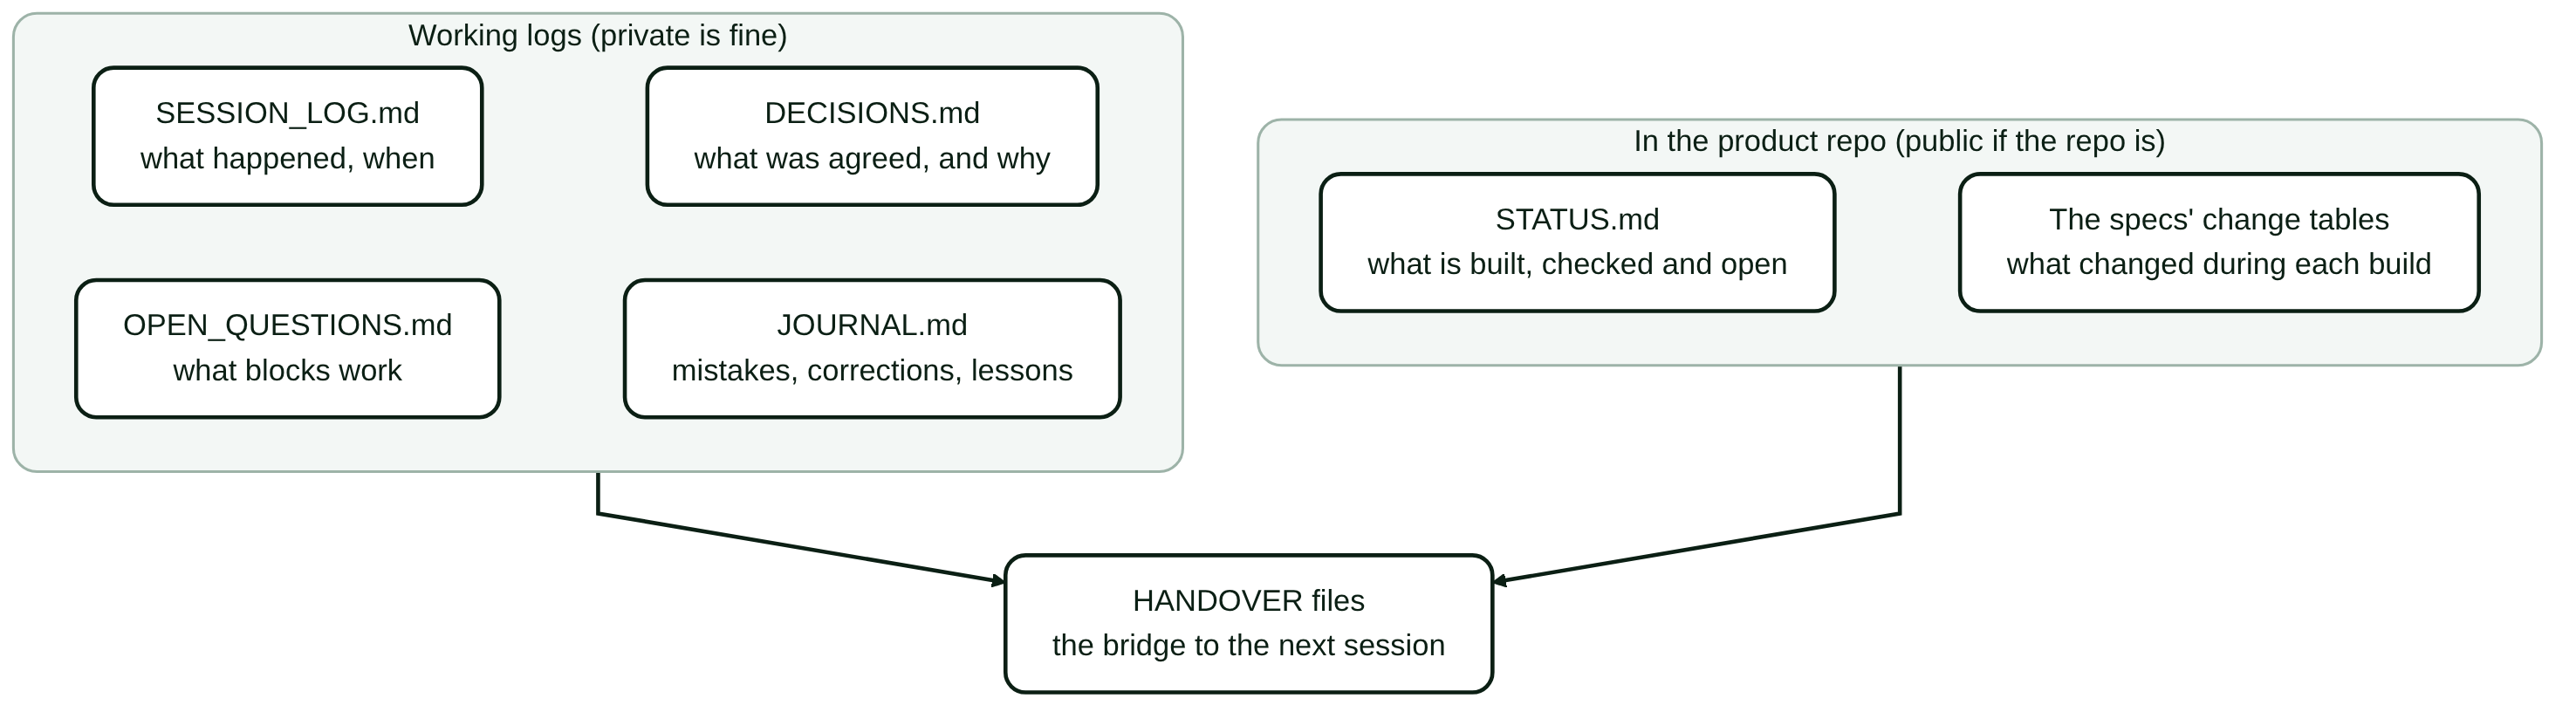 Working logs (private is fine)
SESSION_LOG.md
what happened, when
DECISIONS.md
what was agreed, and why
OPEN_QUESTIONS.md
what blocks work
JOURNAL.md
mistakes, corrections, lessons
In the product repo (public if the repo is)
STATUS.md
what is built, checked and open
The specs' change tables
what changed during each build
HANDOVER files
the bridge to the next session